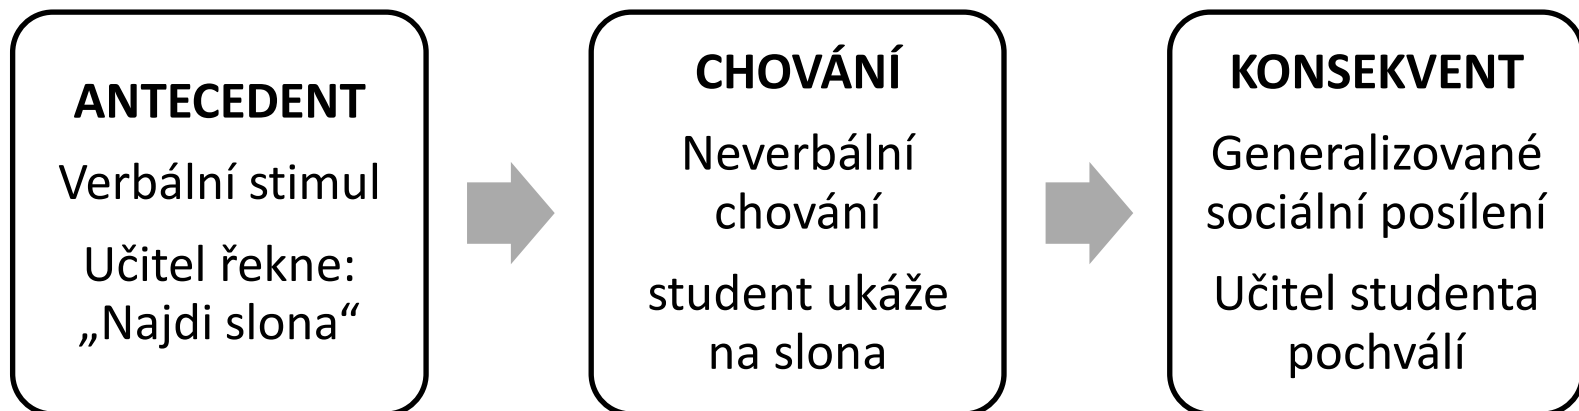 ANTECEDENT
Verbální stimul
Učitel řekne:
„Najdi slona“
CHOVÁNÍ
Neverbální
chování
student ukáže
na slona
KONSEKVENT
Generalizované
sociální posílení
Učitel studenta
pochválí